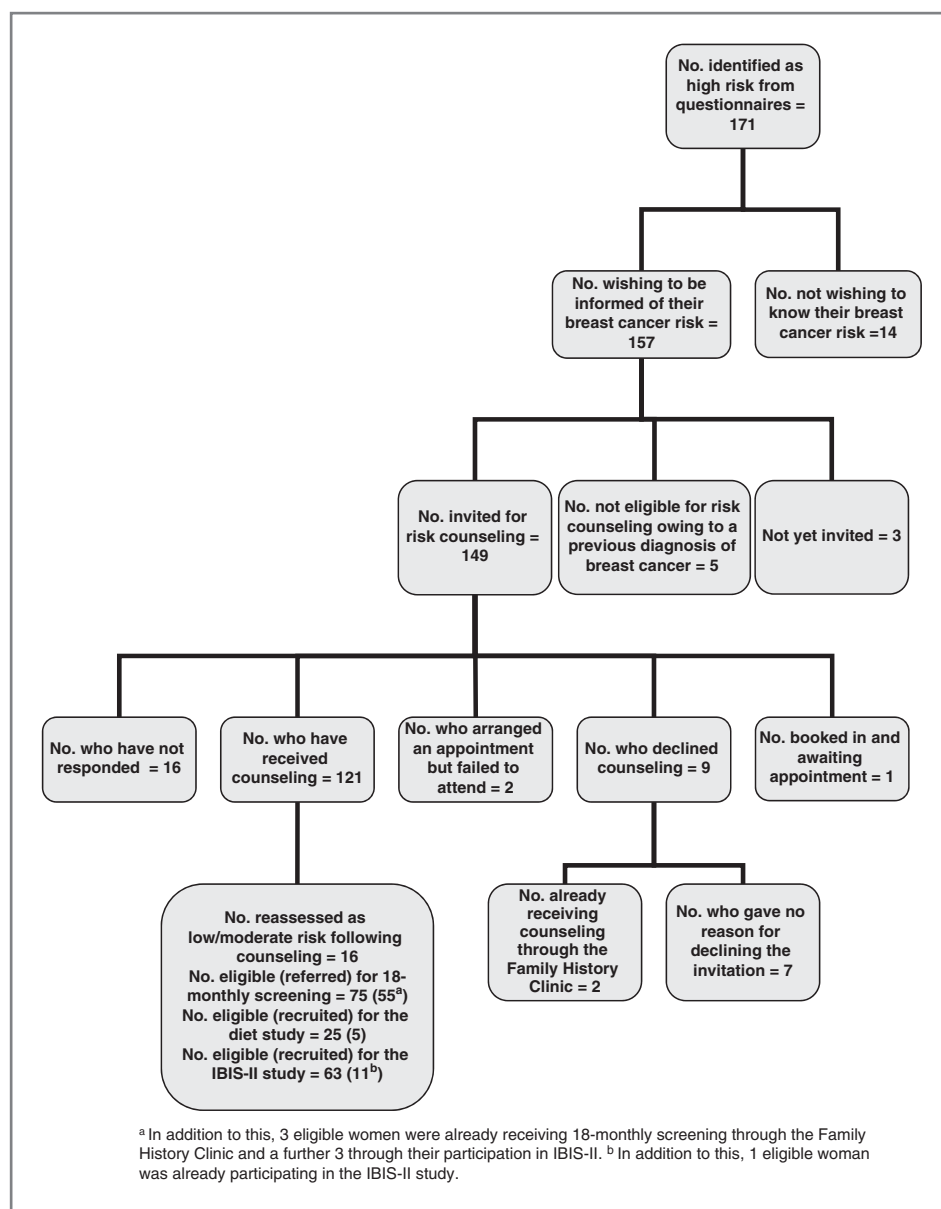 No. identified as
high risk from
questionnaires =
171
No. wishing to be
informed of their
breast cancer risk =
157
No. not wishing to
know their breast
cancer risk =14
No. invited for
risk counseling =
149
No. not eligible for risk
counseling owing to a
previous diagnosis of
breast cancer = 5
Not yet invited = 3
No. who have not
responded = 16
No. who have
received
counseling = 121
No. who arranged
an appointment
but failed to
attend = 2
No. who declined
counseling = 9
No. booked in and
awaiting
appointment = 1
No. reassessed as
low/moderate risk following
counseling = 16
No. eligible (referred) for 18-
monthly screening = 75 (55a)
No. eligible (recruited) for the
diet study = 25 (5)
No. eligible (recruited) for the
IBIS-II study = 63 (11b)
No. already
receiving
counseling
through the
Family History
Clinic = 2
No. who gave no
reason for
declining the
invitation = 7
a In addition to this, 3 eligible women were already receiving 18-monthly screening through the Family
History Clinic and a further 3 through their participation in IBIS-II. b In addition to this, 1 eligible woman
was already participating in the IBIS-II study.